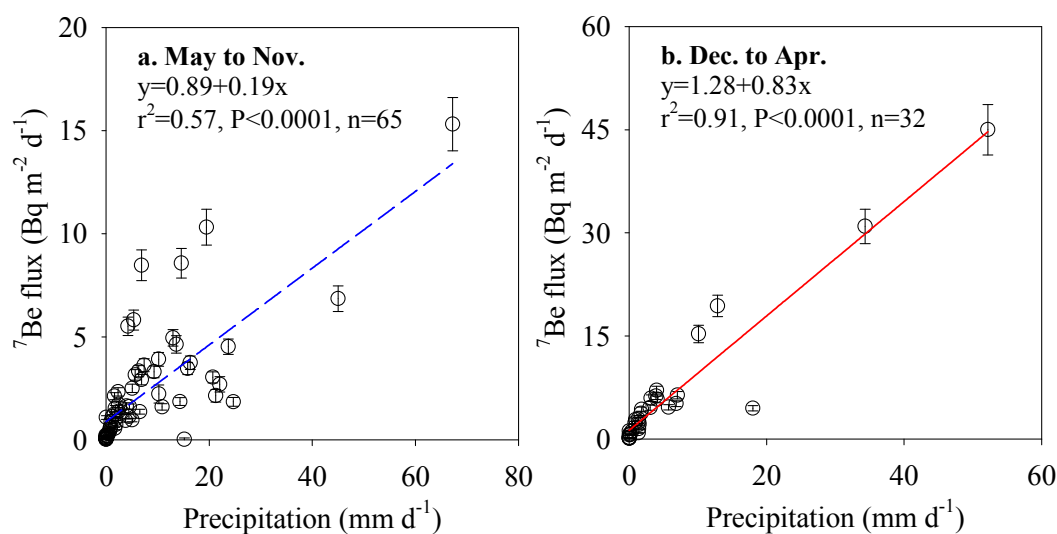 a. May to Nov.
y=0.89+0.19x
r²=0.57, P<0.0001, n=65
20
15
10
5
0
⁷Be flux (Bq m⁻² d⁻¹)
0 20 40 60 80
Precipitation (mm d⁻¹)
b. Dec. to Apr.
y=1.28+0.83x
r²=0.91, P<0.0001, n=32
60
45
30
15
0
⁷Be flux (Bq m⁻² d⁻¹)
0 20 40 60
Precipitation (mm d⁻¹)